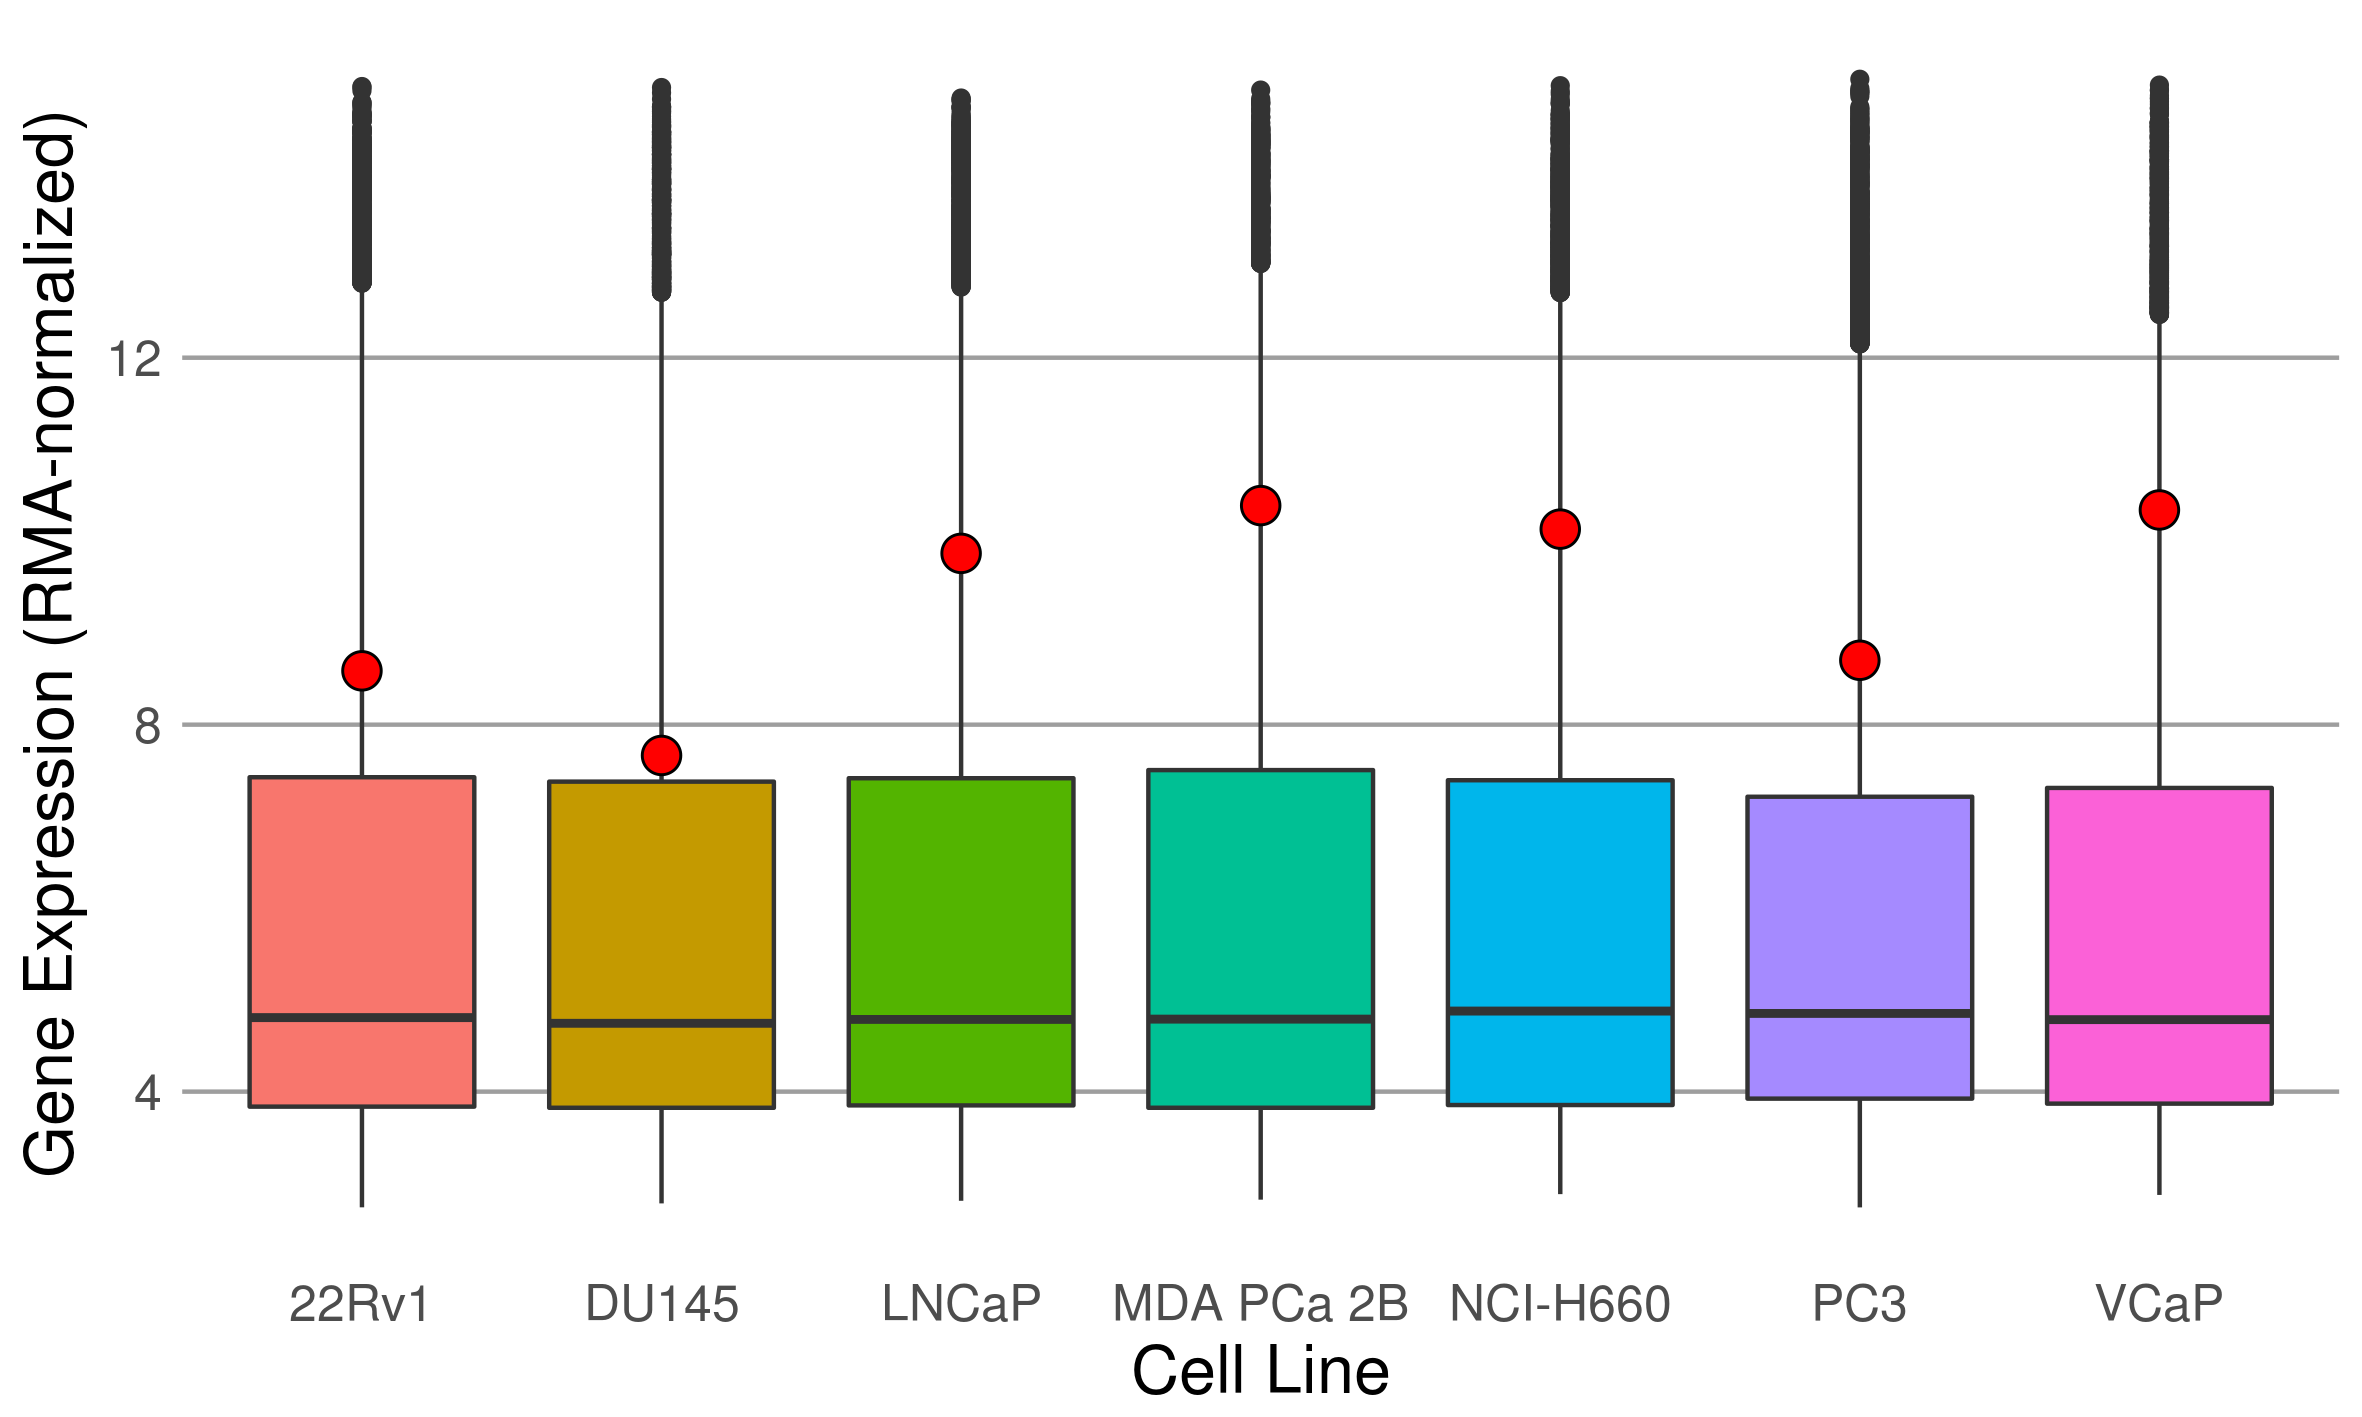 Gene Expression (RMA-normalized)
12
8
4
22Rv1 DU145 LNCaP MDA PCa 2B NCI-H660 PC3 VCaP
Cell Line